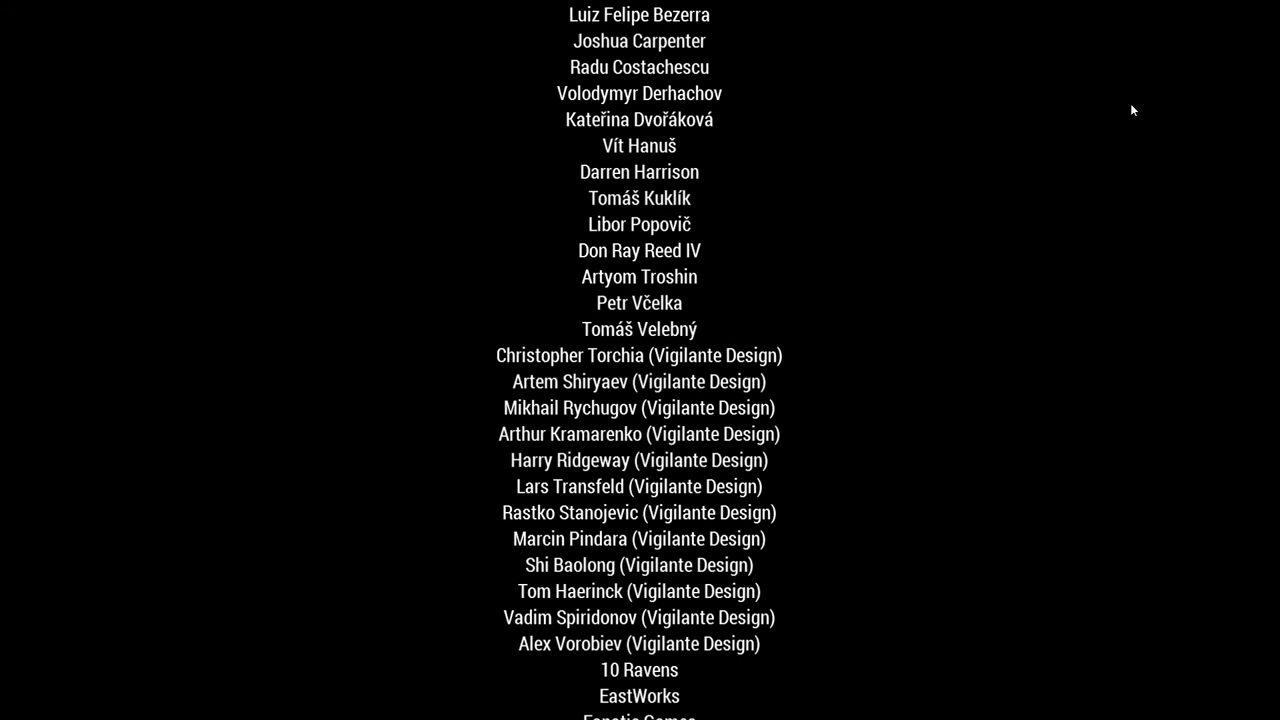 Luiz Felipe Bezerra
Joshua Carpenter
Radu Costachescu
Volodymyr Derhachov
Kateřina Dvořáková
Vít Hanuš
Darren Harrison
Tomáš Kuklík
Libor Popovič
Don Ray Reed IV
Artyom Troshin
Petr Včelka
Tomáš Velebný
Christopher Torchia (Vigilante Design)
Artem Shiryaev (Vigilante Design)
Mikhail Rychugov (Vigilante Design)
Arthur Kramarenko (Vigilante Design)
Harry Ridgeway (Vigilante Design)
Lars Transfeld (Vigilante Design)
Rastko Stanojevic (Vigilante Design)
Marcin Pindara (Vigilante Design)
Shi Baolong (Vigilante Design)
Tom Haerinck (Vigilante Design)
Vadim Spiridonov (Vigilante Design)
Alex Vorobiev (Vigilante Design)
10 Ravens
EastWorks